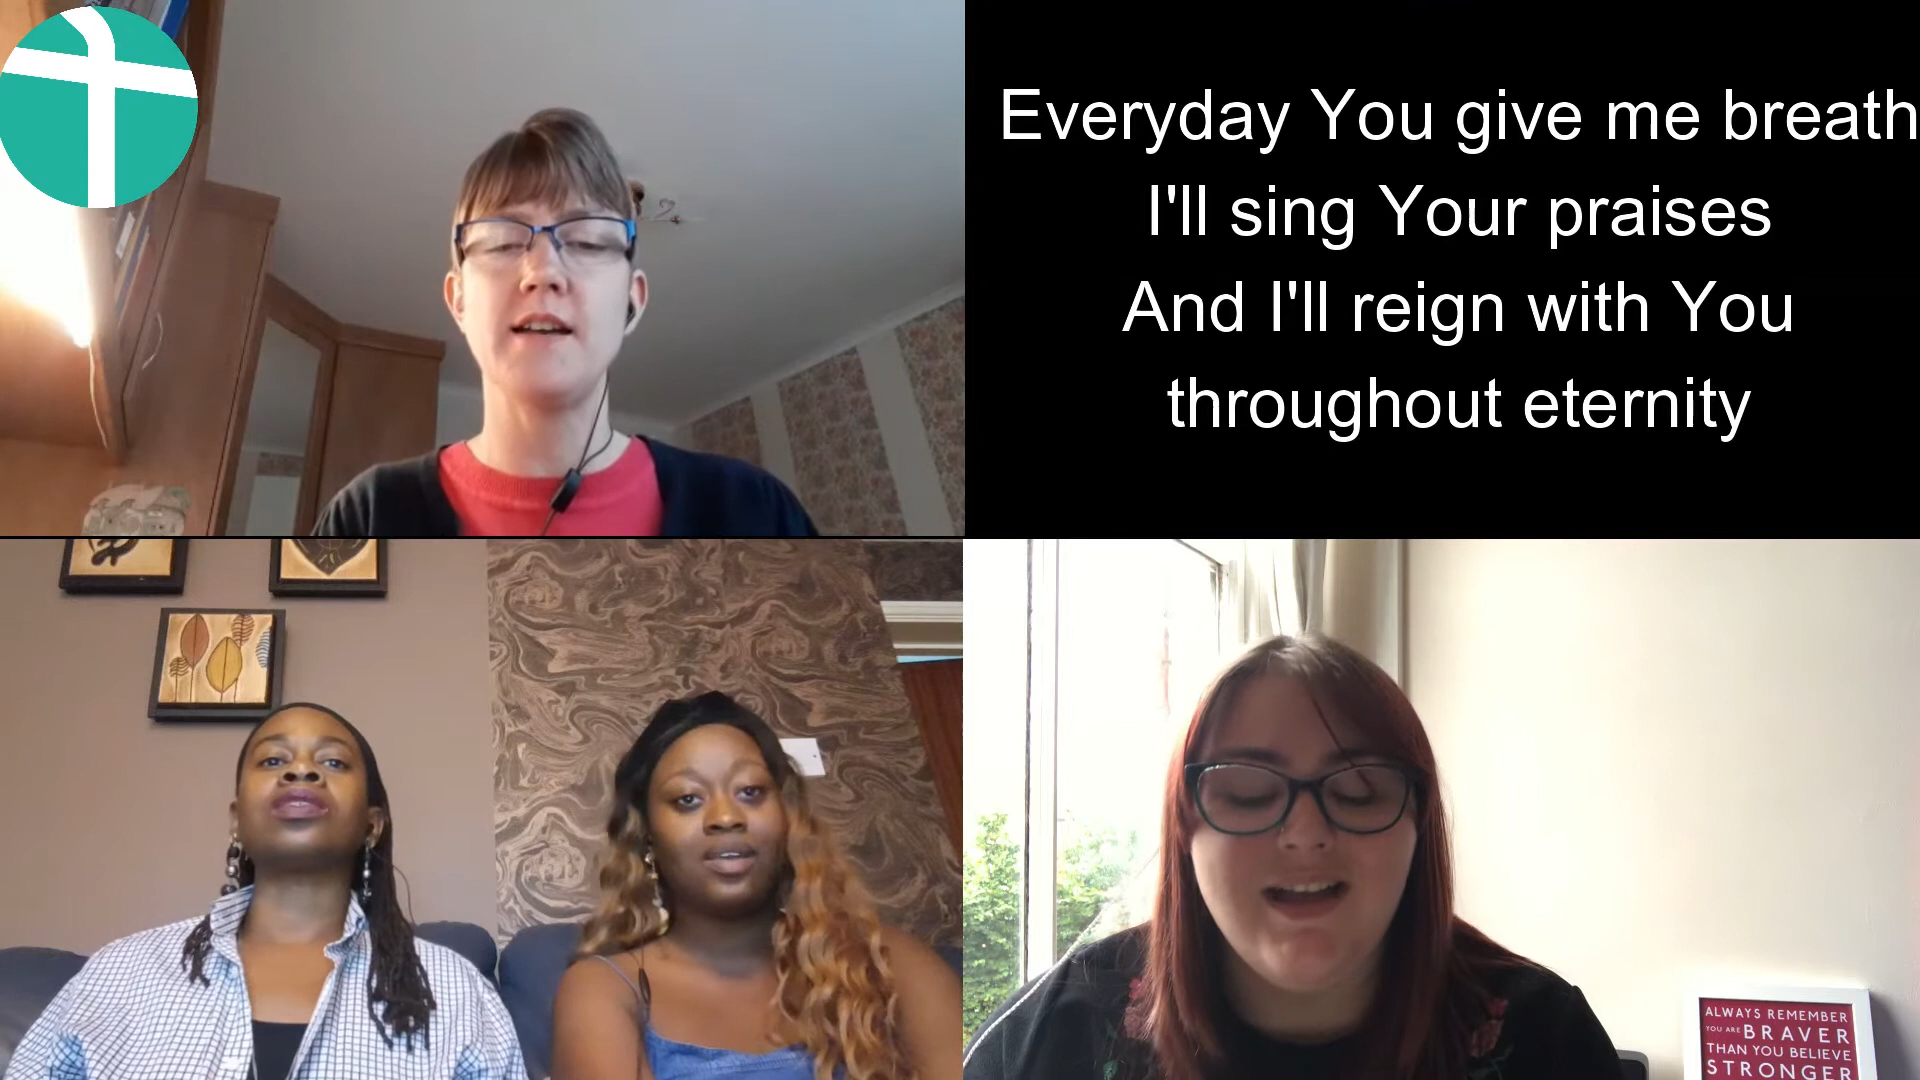 Everyday You give me breath
I'll sing Your praises
And I'll reign with You
throughout eternity
ALWAYS REMEMBER
YOU ARE BRAVER
THAN YOU BELIEVE
STRONGER